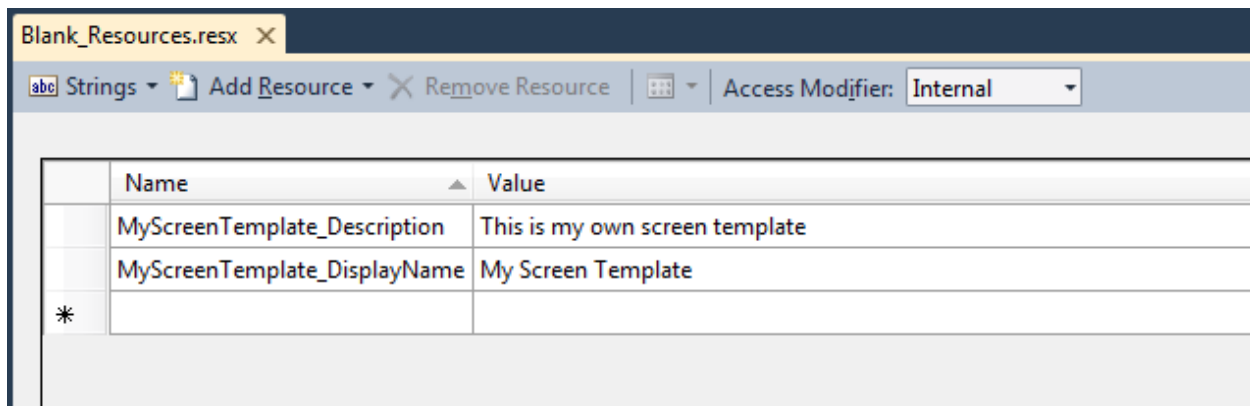 Blank_Resources.resx
abc Strings Add Resource Remove Resource Access Modifier: Internal
Name Value
MyScreenTemplate_Description This is my own screen template
MyScreenTemplate_DisplayName My Screen Template